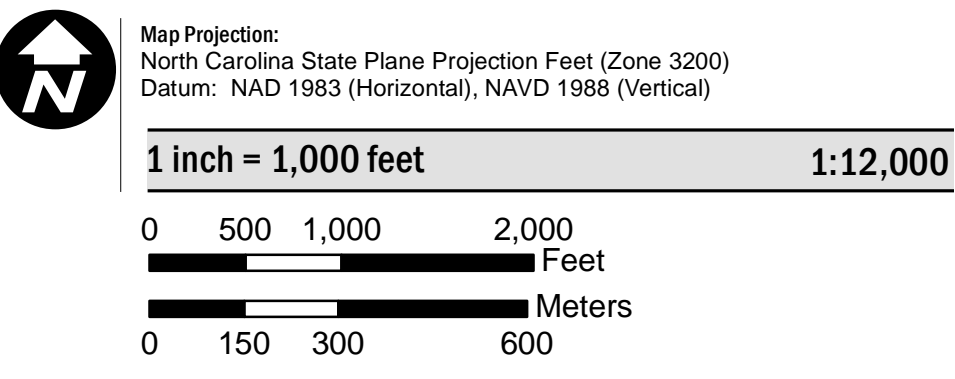 N
Map Projection:
North Carolina State Plane Projection Feet (Zone 3200)
Datum: NAD 1983 (Horizontal), NAVD 1988 (Vertical)
1 inch = 1,000 feet 1:12,000
0 500 1,000 2,000
Feet
Meters
0 150 300 600